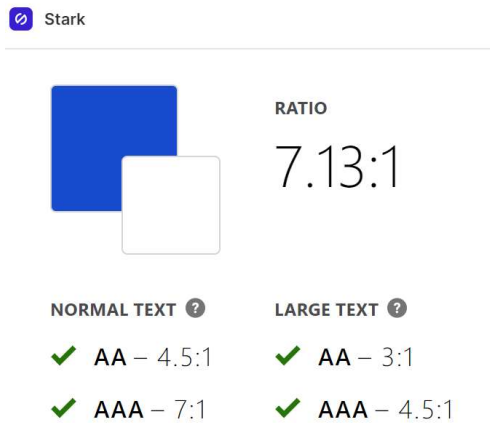 Stark
RATIO
7.13:1
NORMAL TEXT ?
AA – 4.5:1
AAA – 7:1
LARGE TEXT ?
AA – 3:1
AAA – 4.5:1